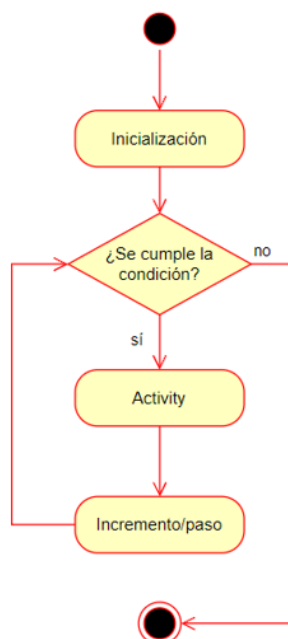 Inicialización
¿Se cumple la
condición?
no
sí
Activity
Incremento/paso